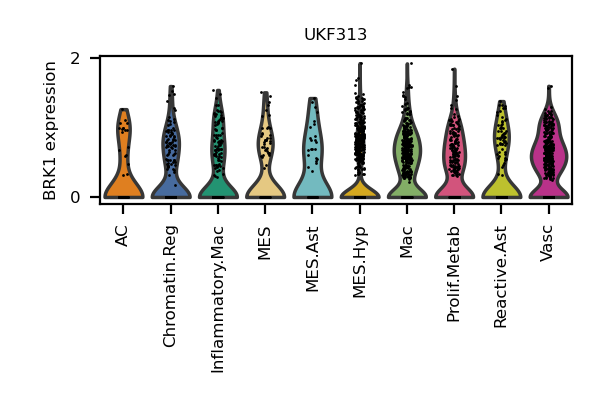 UKF313
BRK1 expression
2
0
AC
Chromatin.Reg
Inflammatory.Mac
MES
MES.Ast
MES.Hyp
Mac
Prolif.Metab
Reactive.Ast
Vasc